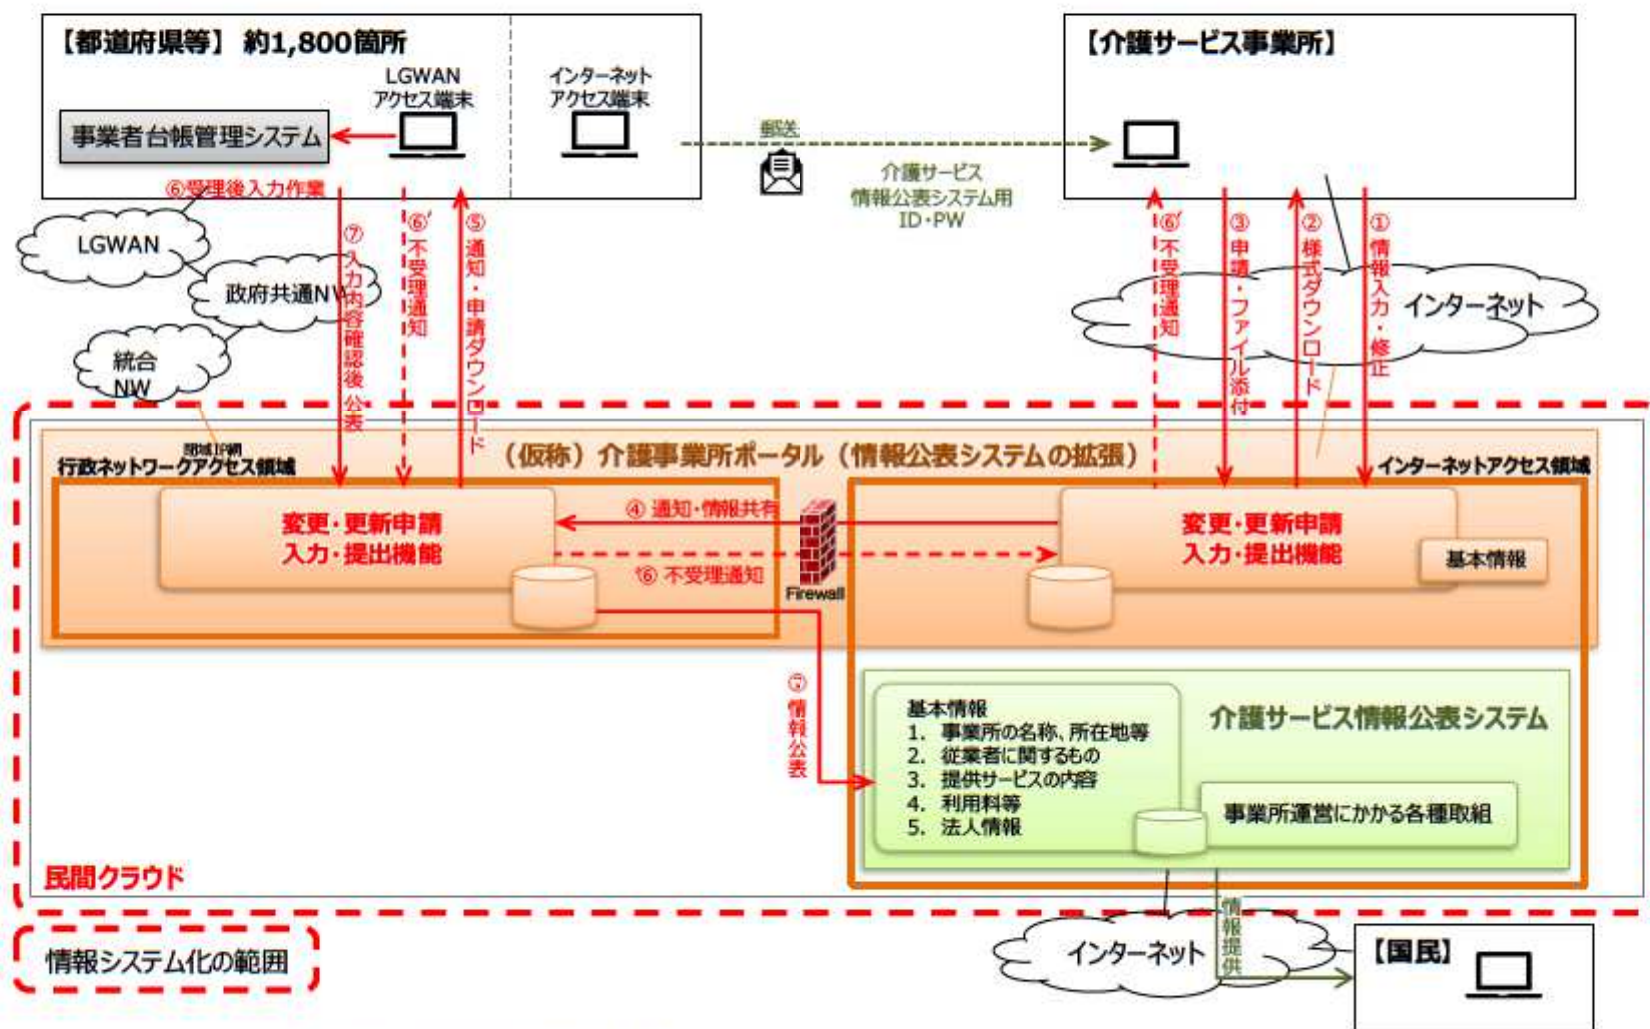 【都道府県等】 約1,800箇所
LGWAN
アクセス端末
インターネット
アクセス端末
事業者台帳管理システム
⑥受理後入力作業
郵送
介護サービス
情報公表システム用
ID・PW
【介護サービス事業所】
LGWAN
政府共通NW
統合
NW
⑦ 入力内容確認後 公表
⑥' 不受理通知
⑤ 通知・申請ダウンロード
⑥' 不受理通知
③ 申請・ファイル添付
② 様式ダウンロード
① 情報入力・修正
インターネット
閉域IP網
行政ネットワークアクセス領域
（仮称）介護事業所ポータル（情報公表システムの拡張）
インターネットアクセス領域
変更・更新申請
入力・提出機能
④ 通知・情報共有
'⑥ 不受理通知
Firewall
変更・更新申請
入力・提出機能
基本情報
⑦ 情報公表
基本情報
1. 事業所の名称、所在地等
2. 従業者に関するもの
3. 提供サービスの内容
4. 利用料等
5. 法人情報
介護サービス情報公表システム
事業所運営にかかる各種取組
民間クラウド
情報システム化の範囲
インターネット
情報提供
【国民】